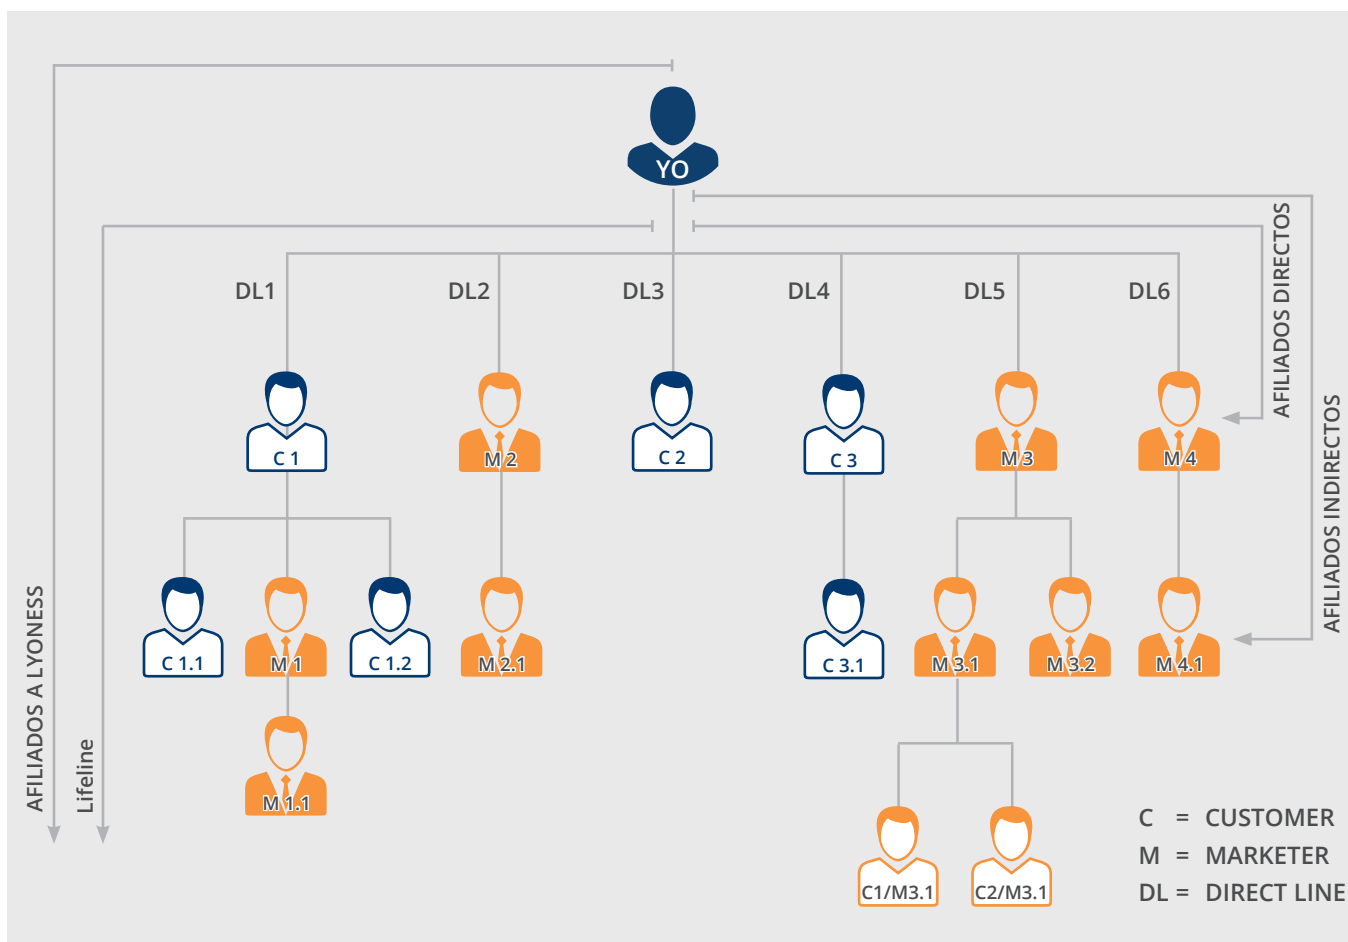 YO
DL1
DL2
DL3
DL4
DL5
DL6
AFILIADOS DIRECTOS
AFILIADOS INDIRECTOS
AFILIADOS A LYONESS
Lifeline
C 1
M 2
C 2
C 3
M 3
M 4
C 1.1
M 1
C 1.2
M 2.1
C 3.1
M 3.1
M 3.2
M 4.1
M 1.1
C1/M3.1
C2/M3.1
C = CUSTOMER
M = MARKETER
DL = DIRECT LINE